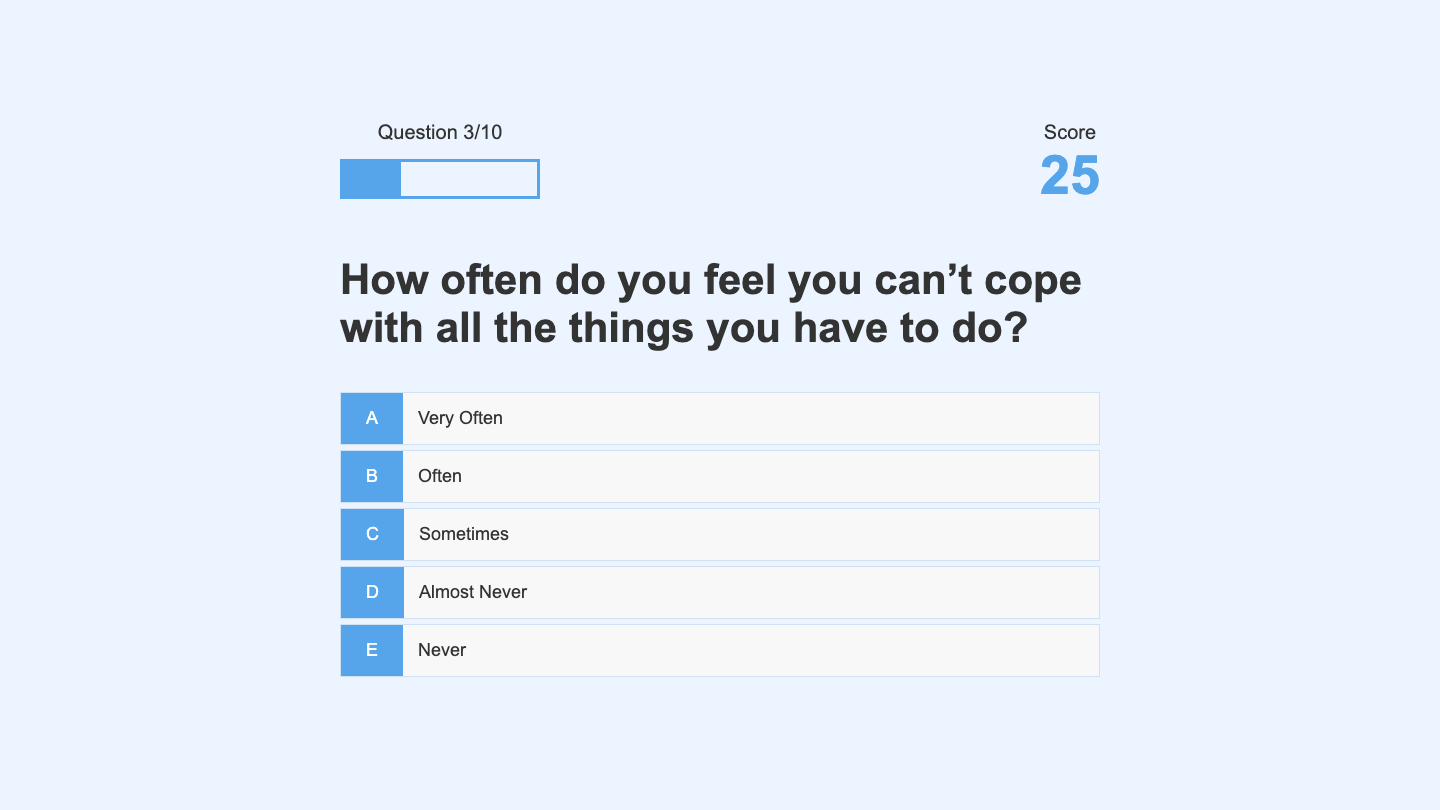 Question 3/10
Score
25
How often do you feel you can’t cope
with all the things you have to do?
A Very Often
B Often
C Sometimes
D Almost Never
E Never